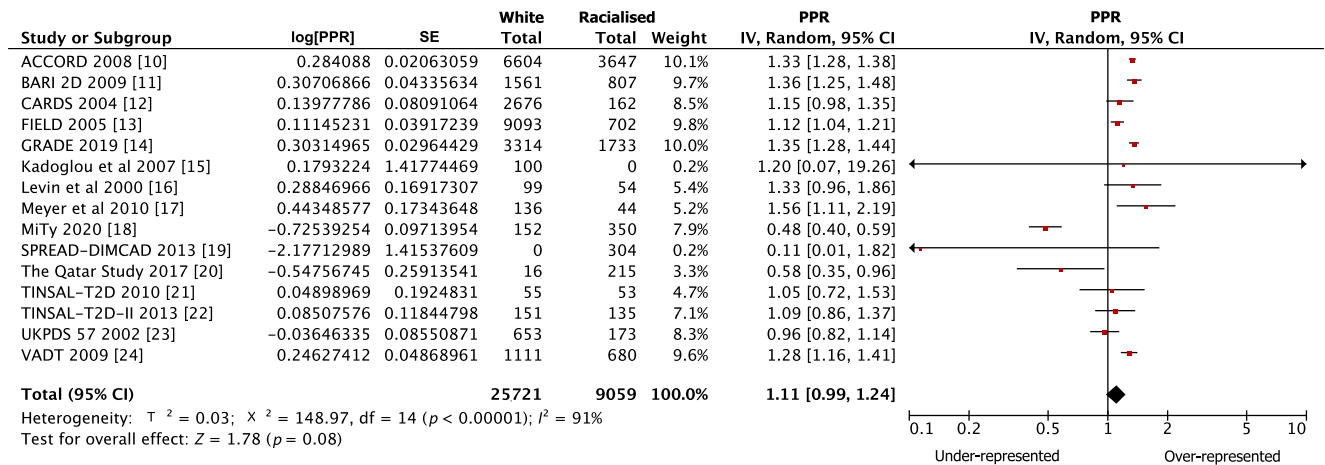 White Racialised PPR PPR
Study or Subgroup log[PPR] SE Total Total Weight IV, Random, 95% CI IV, Random, 95% CI
ACCORD 2008 [10] 0.284088 0.02063059 6604 3647 10.1% 1.33 [1.28, 1.38]
BARI 2D 2009 [11] 0.30706866 0.04335634 1561 807 9.7% 1.36 [1.25, 1.48]
CARDS 2004 [12] 0.13977786 0.08091064 2676 162 8.5% 1.15 [0.98, 1.35]
FIELD 2005 [13] 0.11145231 0.03917239 9093 702 9.8% 1.12 [1.04, 1.21]
GRADE 2019 [14] 0.30314965 0.02964429 3314 1733 10.0% 1.35 [1.28, 1.44]
Kadoglou et al 2007 [15] 0.1793224 1.41774469 100 0 0.2% 1.20 [0.07, 19.26]
Levin et al 2000 [16] 0.28846966 0.16917307 99 54 5.4% 1.33 [0.96, 1.86]
Meyer et al 2010 [17] 0.44348577 0.17343648 136 44 5.2% 1.56 [1.11, 2.19]
MiTy 2020 [18] −0.72539254 0.09713954 152 350 7.9% 0.48 [0.40, 0.59]
SPREAD−DIMCAD 2013 [19] −2.17712989 1.41537609 0 304 0.2% 0.11 [0.01, 1.82]
The Qatar Study 2017 [20] −0.54756745 0.25913541 16 215 3.3% 0.58 [0.35, 0.96]
TINSAL−T2D 2010 [21] 0.04898969 0.1924831 55 53 4.7% 1.05 [0.72, 1.53]
TINSAL−T2D−II 2013 [22] 0.08507576 0.11844798 151 135 7.1% 1.09 [0.86, 1.37]
UKPDS 57 2002 [23] −0.03646335 0.08550871 653 173 8.3% 0.96 [0.82, 1.14]
VADT 2009 [24] 0.24627412 0.04868961 1111 680 9.6% 1.28 [1.16, 1.41]
Total (95% CI) 25721 9059 100.0% 1.11 [0.99, 1.24]
Heterogeneity: T ² = 0.03; X ² = 148.97, df = 14 (p < 0.00001); I² = 91%
Test for overall effect: Z = 1.78 (p = 0.08)
0.1 0.2 0.5 1 2 5 10
Under-represented Over-represented